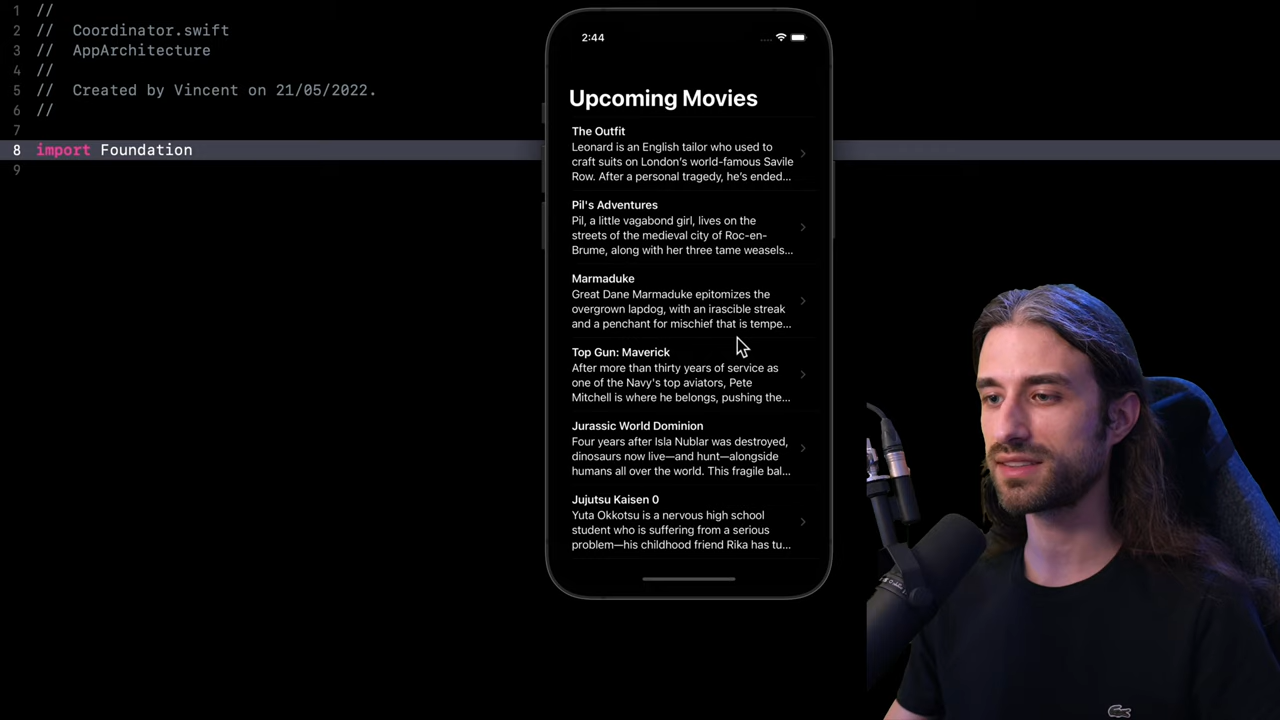 1 //
2 // Coordinator.swift
3 // AppArchitecture
4 //
5 // Created by Vincent on 21/05/2022.
6 //
7
8 import Foundation
9
2:44
Upcoming Movies
The Outfit
Leonard is an English tailor who used to
craft suits on London's world-famous Savile
Row. After a personal tragedy, he's ended...
Pil's Adventures
Pil, a little vagabond girl, lives on the
streets of the medieval city of Roc-en-
Brume, along with her three tame weasels...
Marmaduke
Great Dane Marmaduke epitomizes the
overgrown lapdog, with an irascible streak
and a penchant for mischief that is tempe...
Top Gun: Maverick
After more than thirty years of service as
one of the Navy's top aviators, Pete
Mitchell is where he belongs, pushing the...
Jurassic World Dominion
Four years after Isla Nublar was destroyed,
dinosaurs now live—and hunt—alongside
humans all over the world. This fragile bal...
Jujutsu Kaisen 0
Yuta Okkotsu is a nervous high school
student who is suffering from a serious
problem—his childhood friend Rika has tu...